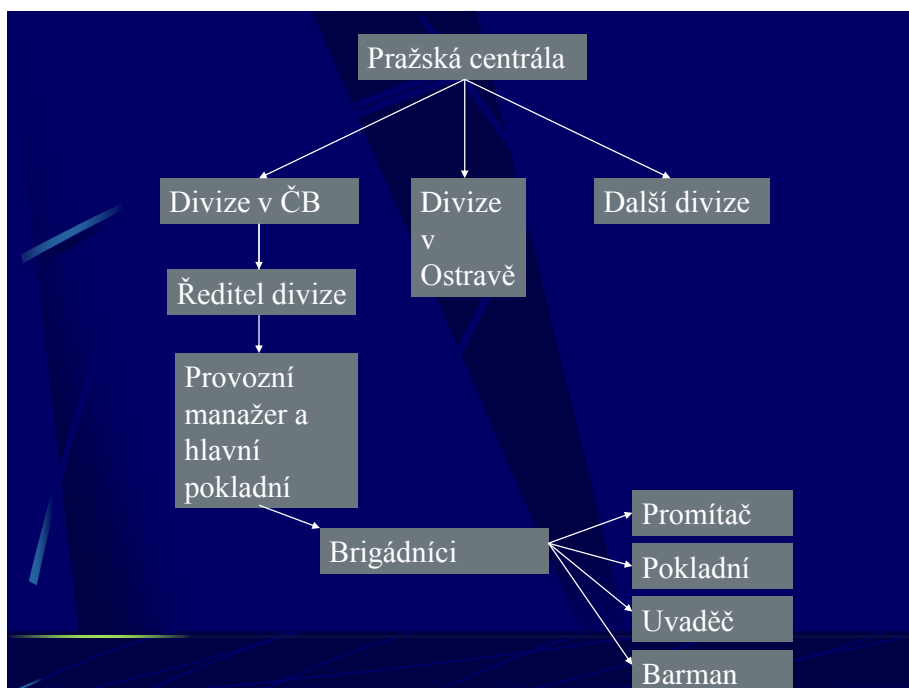 Pražská centrála
Divize v ČB
Divize
v
Ostravě
Další divize
Ředitel divize
Provozní
manažer a
hlavní
pokladní
Brigádníci
Promítač
Pokladní
Uvaděč
Barman